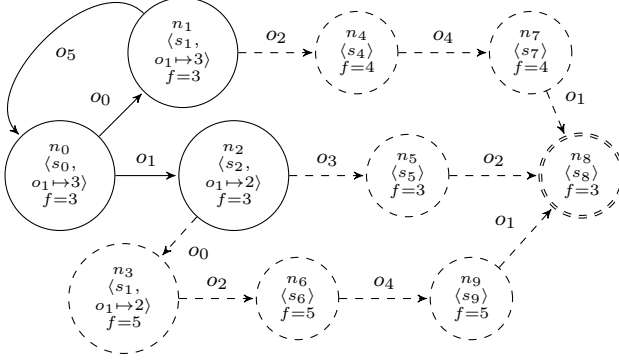 n1
⟨s1,
o1↦3⟩
f=3
o2
n4
⟨s4⟩
f=4
o4
n7
⟨s7⟩
f=4
o5
o0
o1
n0
⟨s0,
o1↦3⟩
f=3
o1
n2
⟨s2,
o1↦2⟩
f=3
o3
n5
⟨s5⟩
f=3
o2
n8
⟨s8⟩
f=3
o0
o1
n3
⟨s1,
o1↦2⟩
f=5
o2
n6
⟨s6⟩
f=5
o4
n9
⟨s9⟩
f=5